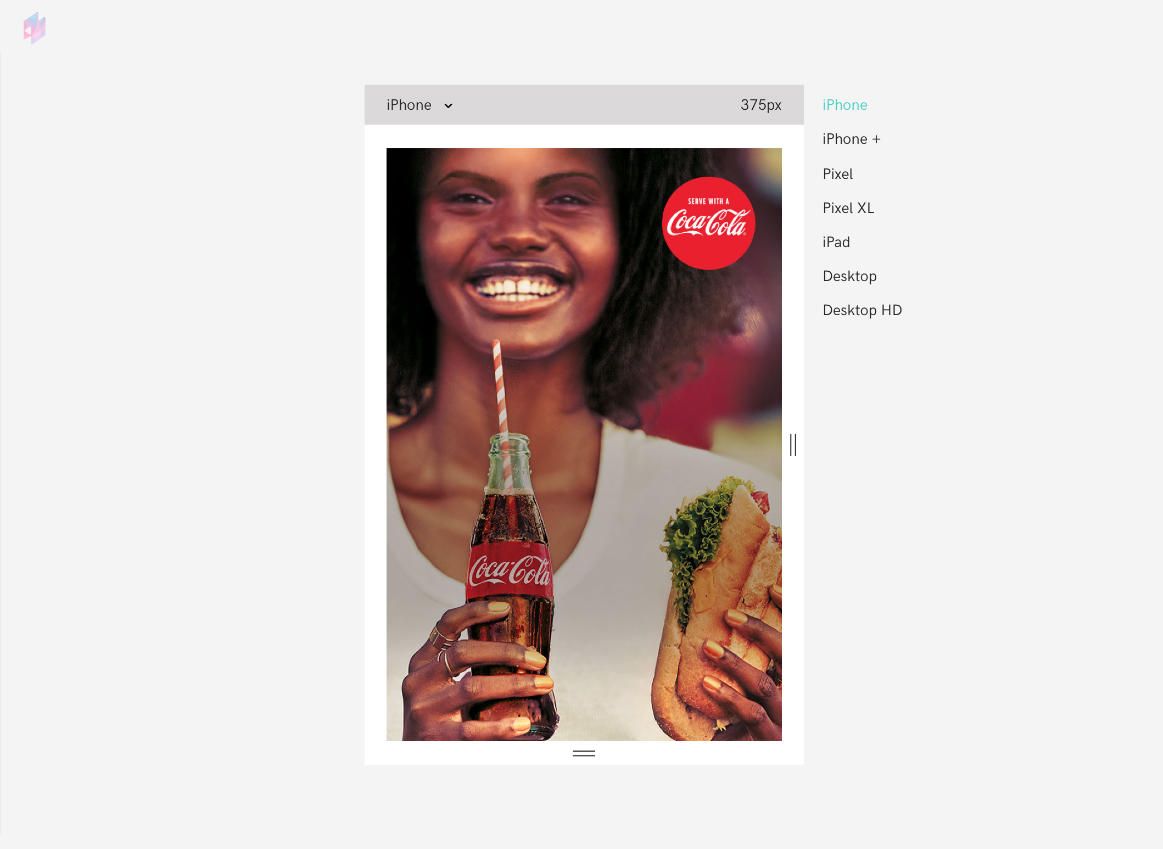 iPhone
375px
iPhone
iPhone +
Pixel
Pixel XL
iPad
Desktop
Desktop HD
SERVE WITH A
Coca-Cola
Coca-Cola